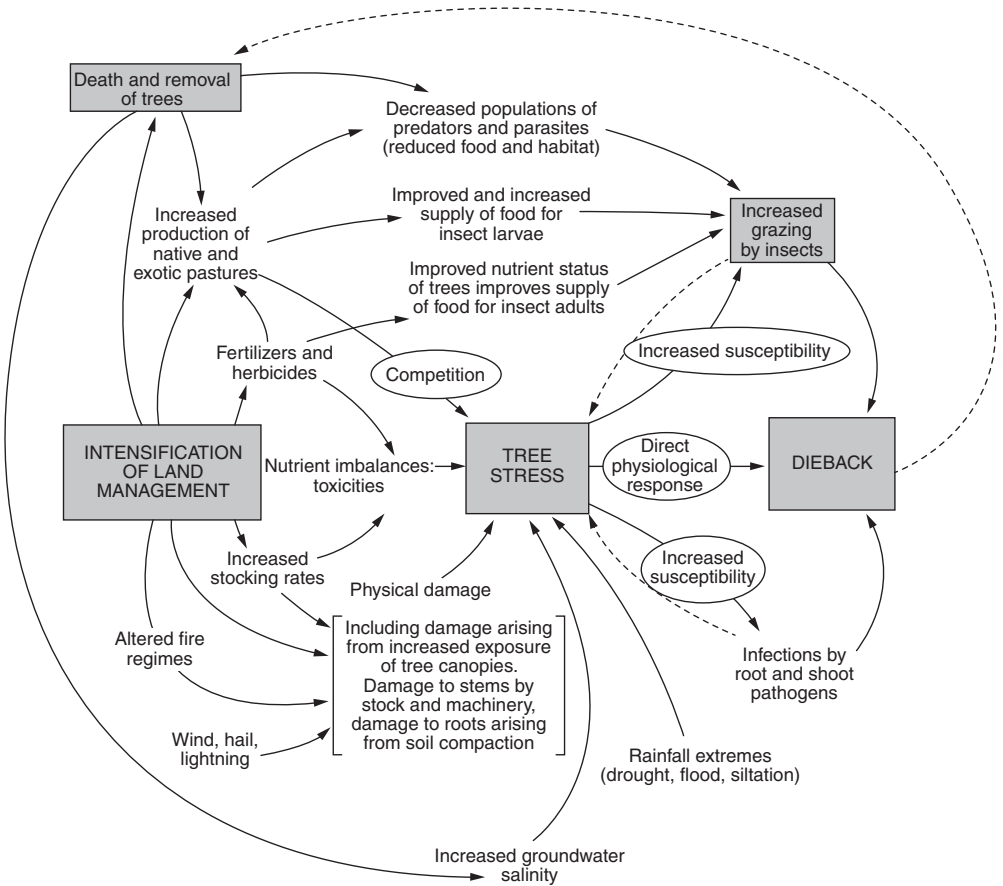 Death and removal
of trees
Decreased populations of
predators and parasites
(reduced food and habitat)
Increased
production of
native and
exotic pastures
Improved and increased
supply of food for
insect larvae
Increased
grazing
by insects
Improved nutrient status
of trees improves supply
of food for insect adults
Fertilizers and
herbicides
Competition
Increased susceptibility
INTENSIFICATION
OF LAND
MANAGEMENT
Nutrient imbalances:
toxicities
TREE
STRESS
Direct
physiological
response
DIEBACK
Increased
stocking rates
Physical damage
Increased
susceptibility
Altered fire
regimes
Including damage arising
from increased exposure
of tree canopies.
Damage to stems by
stock and machinery,
damage to roots arising
from soil compaction
Infections by
root and shoot
pathogens
Wind, hail,
lightning
Rainfall extremes
(drought, flood, siltation)
Increased groundwater
salinity